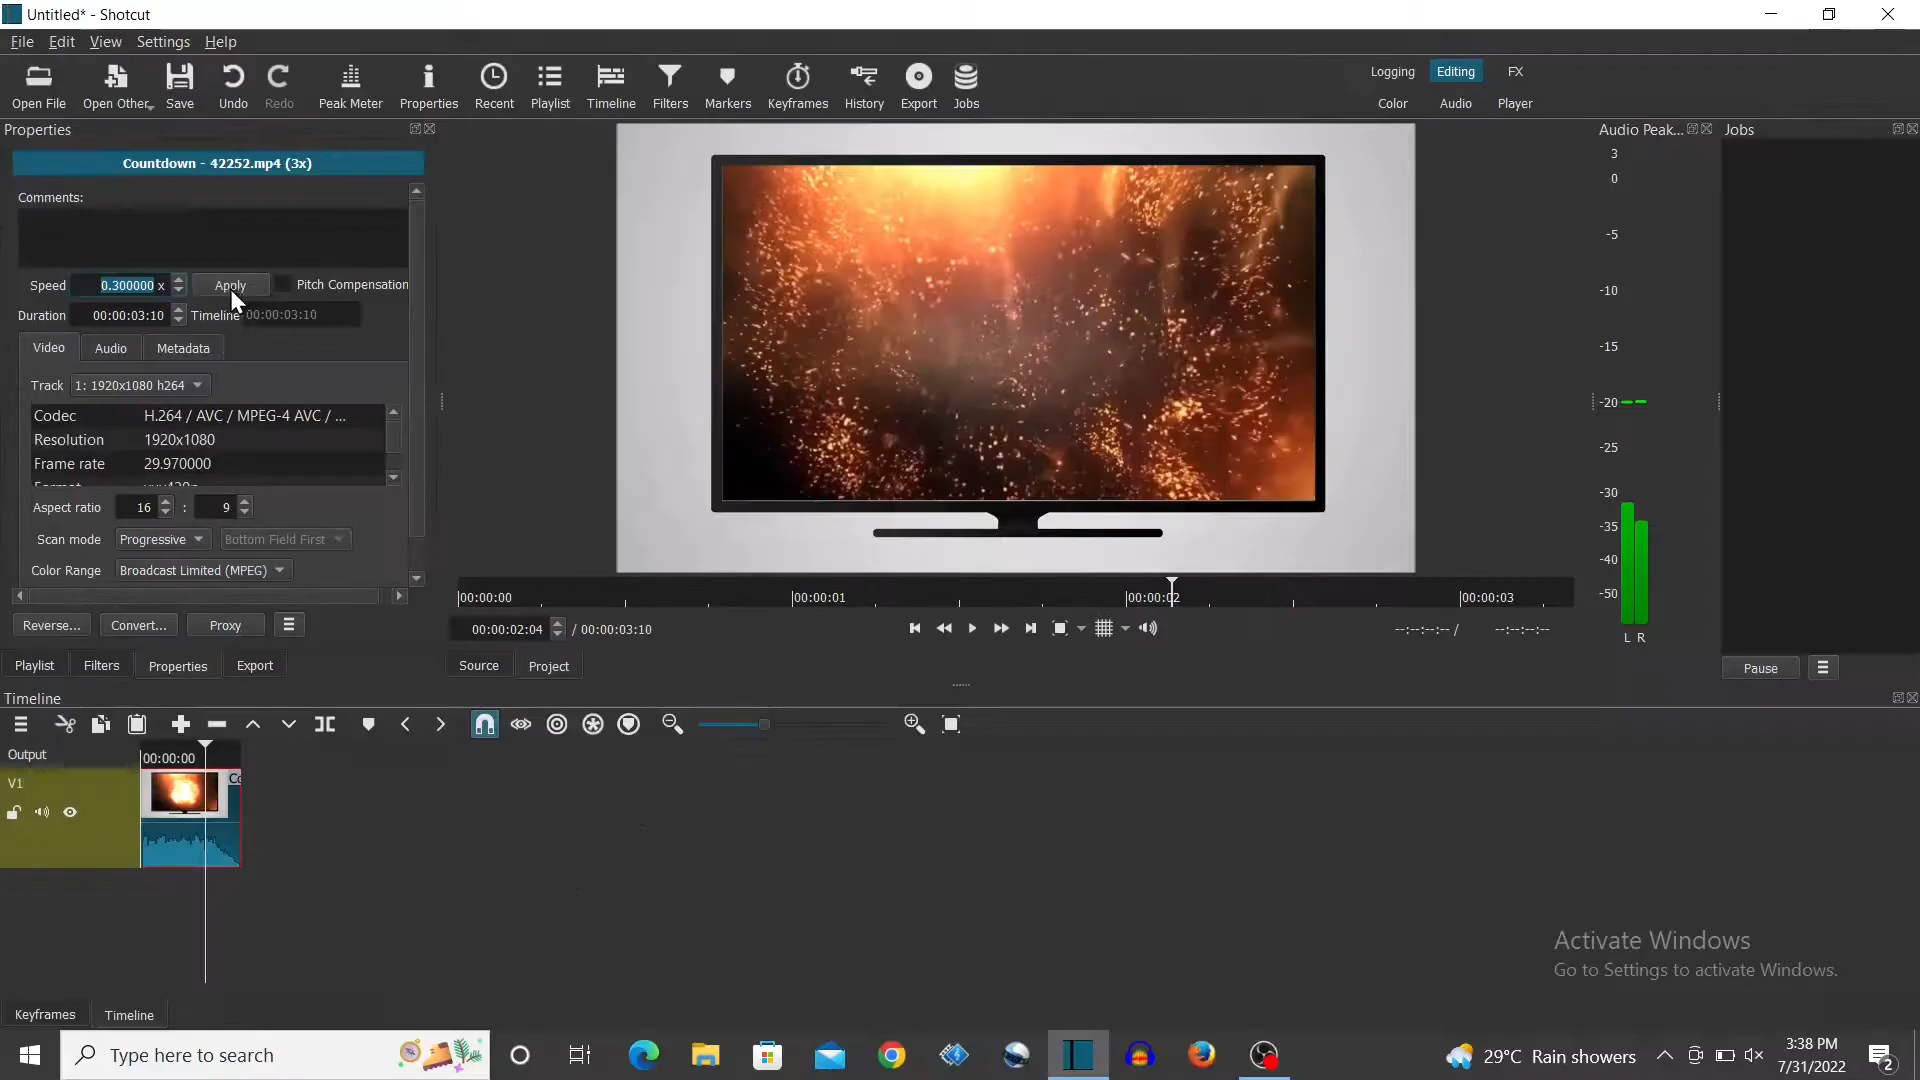 Untitled* - Shotcut
File Edit View Settings Help
Open File Open Other Save Undo Redo Peak Meter Properties Recent Playlist Timeline Filters Markers Keyframes History Export Jobs
Logging Editing FX
Color Audio Player
Properties
Countdown - 42252.mp4 (3x)
Comments:
Speed 0.300000 x Apply Pitch Compensation
Duration 00:00:03:10 Timeline 00:00:03:10
Video Audio Metadata
Track 1: 1920x1080 h264
Codec H.264 / AVC / MPEG-4 AVC / ...
Resolution 1920x1080
Frame rate 29.970000
Aspect ratio 16 : 9
Scan mode Progressive Bottom Field First
Color Range Broadcast Limited (MPEG)
Reverse... Convert... Proxy
Playlist Filters Properties Export
00:00:00 00:00:01 00:00:02 00:00:03
00:00:02:04 / 00:00:03:10 --:--:--:-- / --:--:--:--
Source Project
Audio Peak...
3
0
-5
-10
-15
-20
-25
-30
-35
-40
-50
L R
Jobs
Pause
Timeline
Output
00:00:00
V1
Co
Activate Windows
Go to Settings to activate Windows.
Keyframes Timeline
Type here to search
29°C Rain showers
3:38 PM
7/31/2022
2